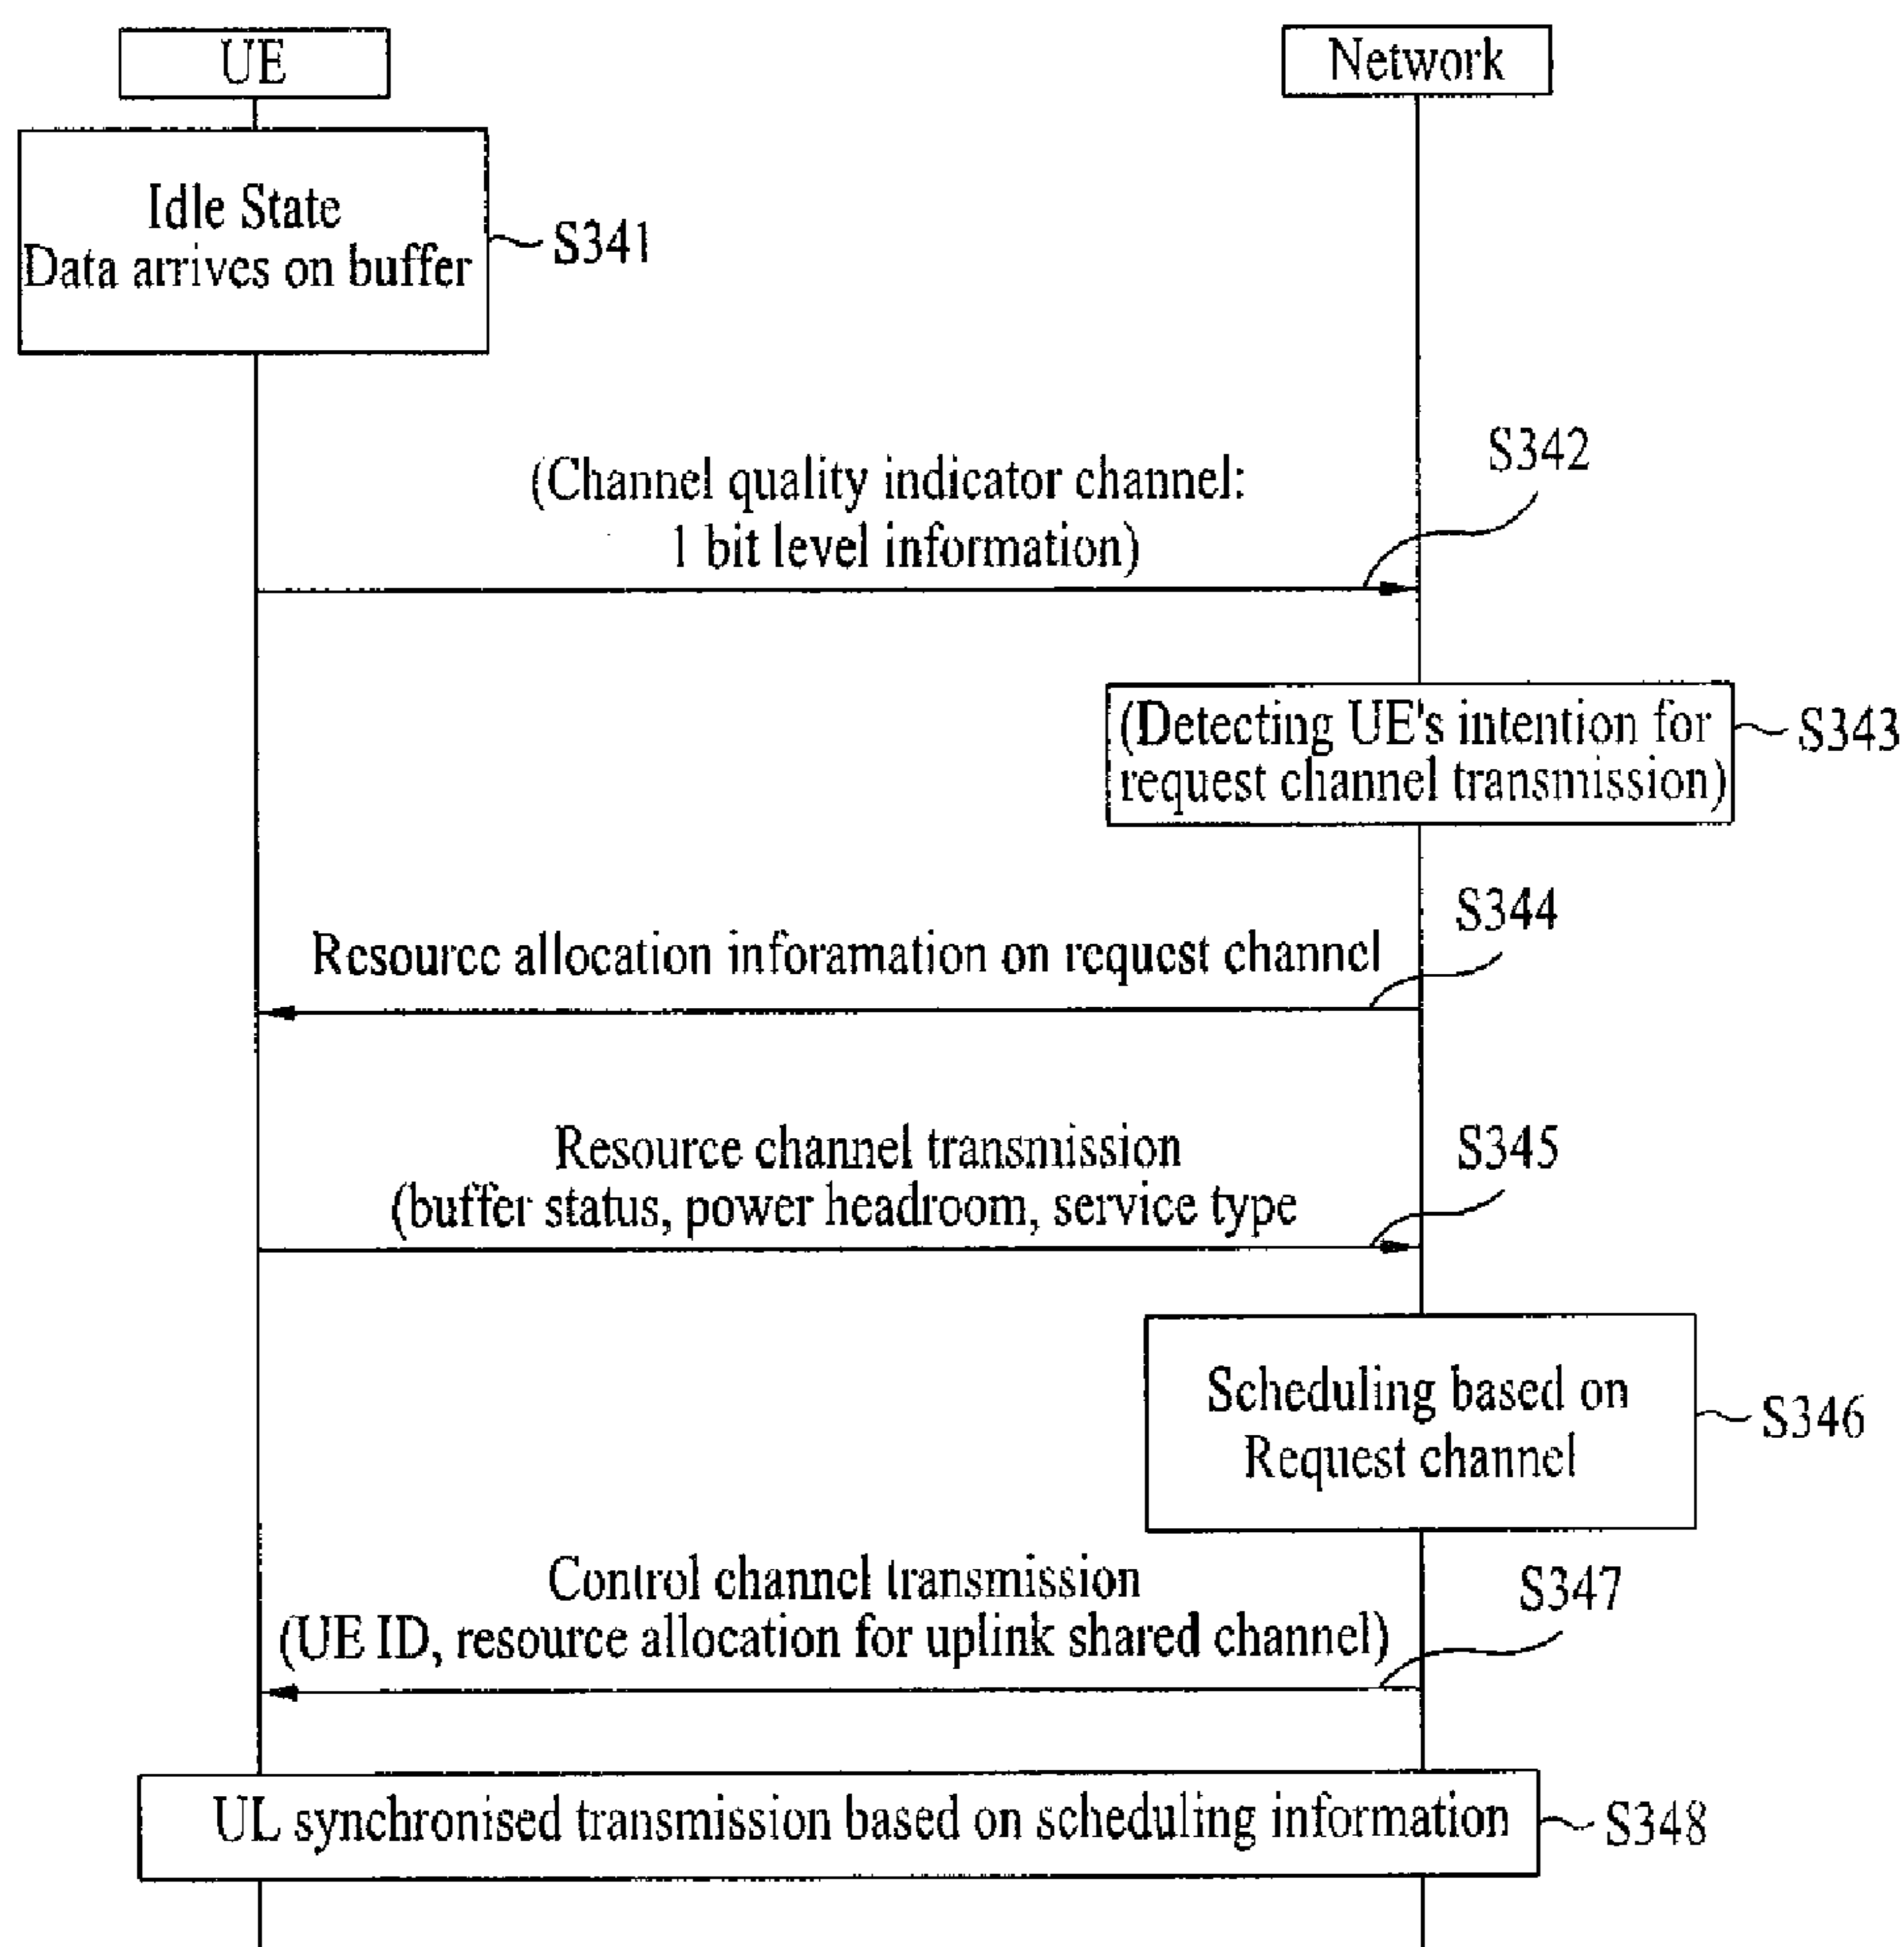 UE
Network
Idle State
Data arrives on buffer
S341
(Channel quality indicator channel:
1 bit level information)
S342
(Detecting UE's intention for
request channel transmission)
S343
Resource allocation inforamation on request channel
S344
Resource channel transmission
(buffer status, power headroom, service type
S345
Scheduling based on
Request channel
S346
Control channel transmission
(UE ID, resource allocation for uplink shared channel)
S347
UL synchronised transmission based on scheduling information
S348